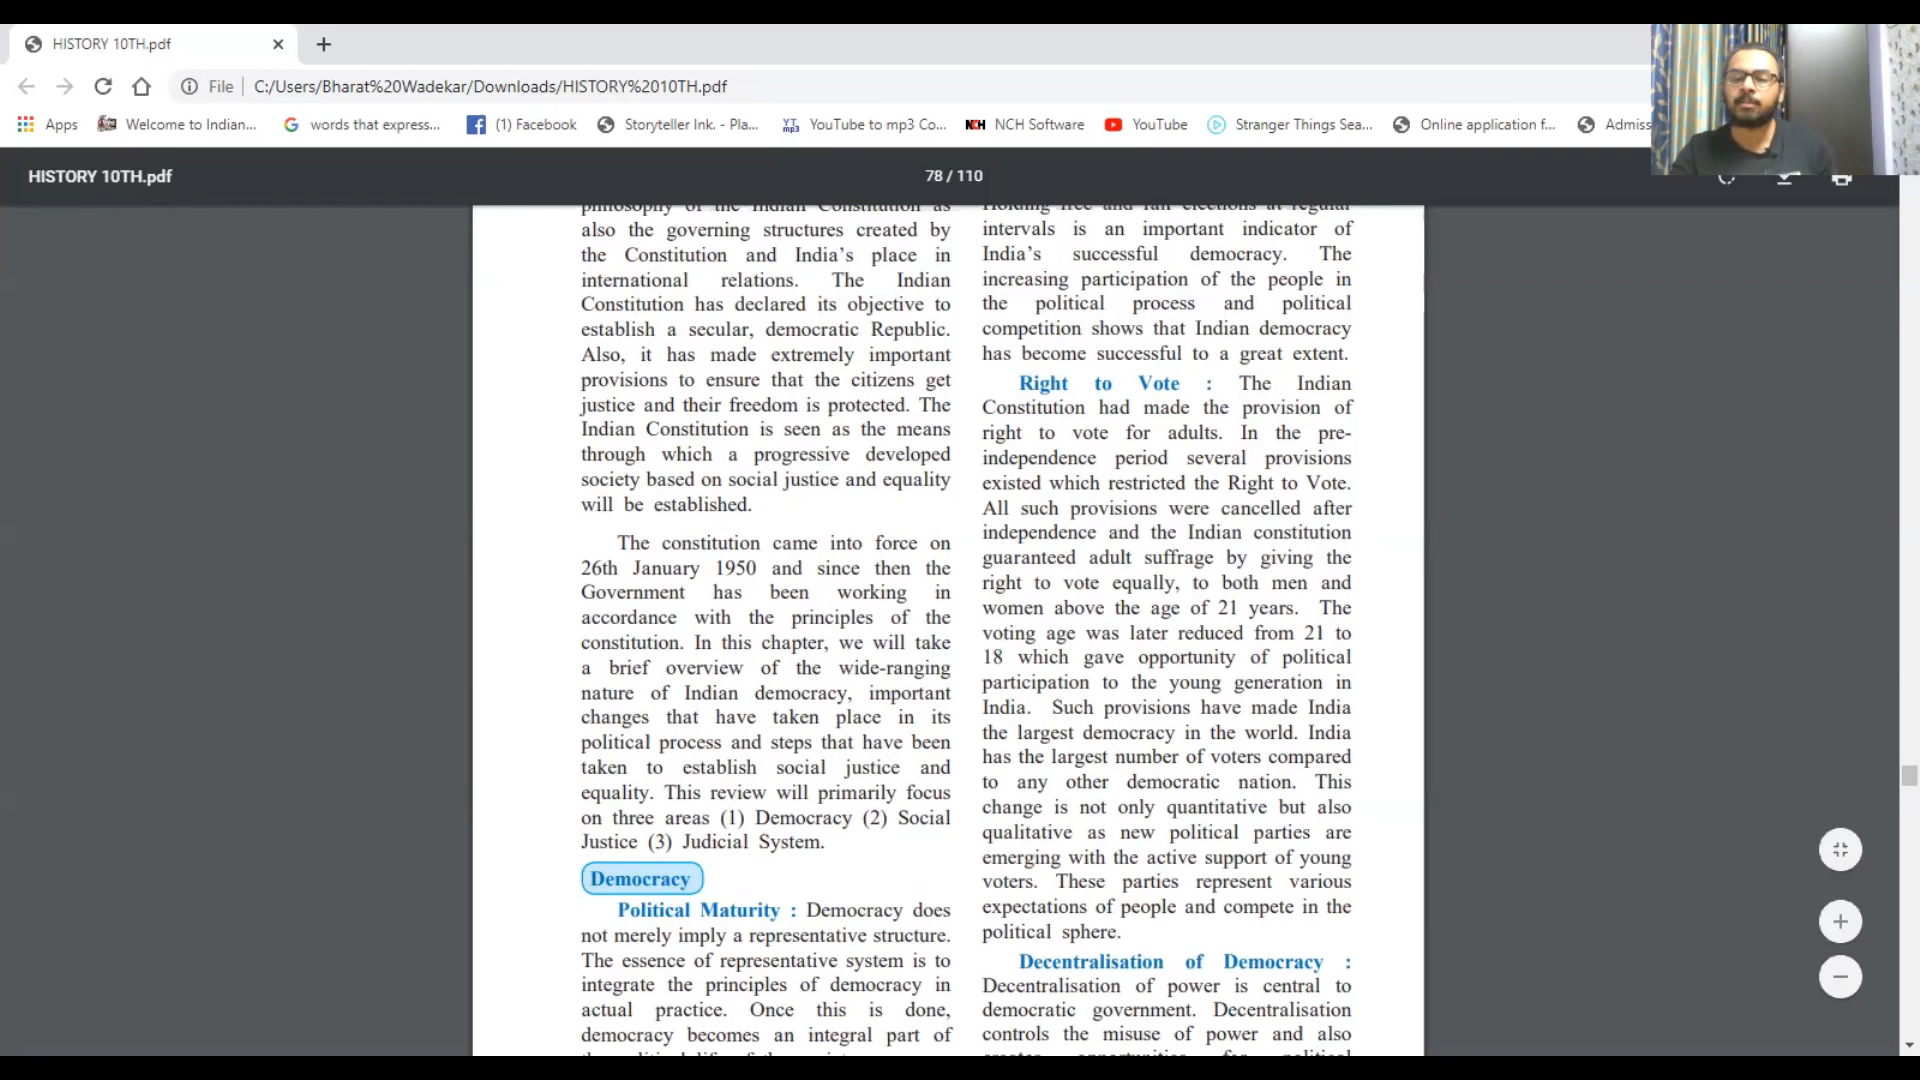 HISTORY 10TH.pdf
File C:/Users/Bharat%20Wadekar/Downloads/HISTORY%2010TH.pdf
Apps Welcome to Indian... words that express... (1) Facebook Storyteller Ink. - Pla... YouTube to mp3 Co... NCH Software YouTube Stranger Things Sea... Online application f... Admiss
HISTORY 10TH.pdf 78 / 110
philosophy of the Indian Constitution as
also the governing structures created by
the Constitution and India's place in
international relations. The Indian
Constitution has declared its objective to
establish a secular, democratic Republic.
Also, it has made extremely important
provisions to ensure that the citizens get
justice and their freedom is protected. The
Indian Constitution is seen as the means
through which a progressive developed
society based on social justice and equality
will be established.
The constitution came into force on
26th January 1950 and since then the
Government has been working in
accordance with the principles of the
constitution. In this chapter, we will take
a brief overview of the wide-ranging
nature of Indian democracy, important
changes that have taken place in its
political process and steps that have been
taken to establish social justice and
equality. This review will primarily focus
on three areas (1) Democracy (2) Social
Justice (3) Judicial System.
Democracy
Political Maturity : Democracy does
not merely imply a representative structure.
The essence of representative system is to
integrate the principles of democracy in
actual practice. Once this is done,
democracy becomes an integral part of
Holding free and fair elections at regular
intervals is an important indicator of
India's successful democracy. The
increasing participation of the people in
the political process and political
competition shows that Indian democracy
has become successful to a great extent.
Right to Vote : The Indian
Constitution had made the provision of
right to vote for adults. In the pre-
independence period several provisions
existed which restricted the Right to Vote.
All such provisions were cancelled after
independence and the Indian constitution
guaranteed adult suffrage by giving the
right to vote equally, to both men and
women above the age of 21 years. The
voting age was later reduced from 21 to
18 which gave opportunity of political
participation to the young generation in
India. Such provisions have made India
the largest democracy in the world. India
has the largest number of voters compared
to any other democratic nation. This
change is not only quantitative but also
qualitative as new political parties are
emerging with the active support of young
voters. These parties represent various
expectations of people and compete in the
political sphere.
Decentralisation of Democracy :
Decentralisation of power is central to
democratic government. Decentralisation
controls the misuse of power and also